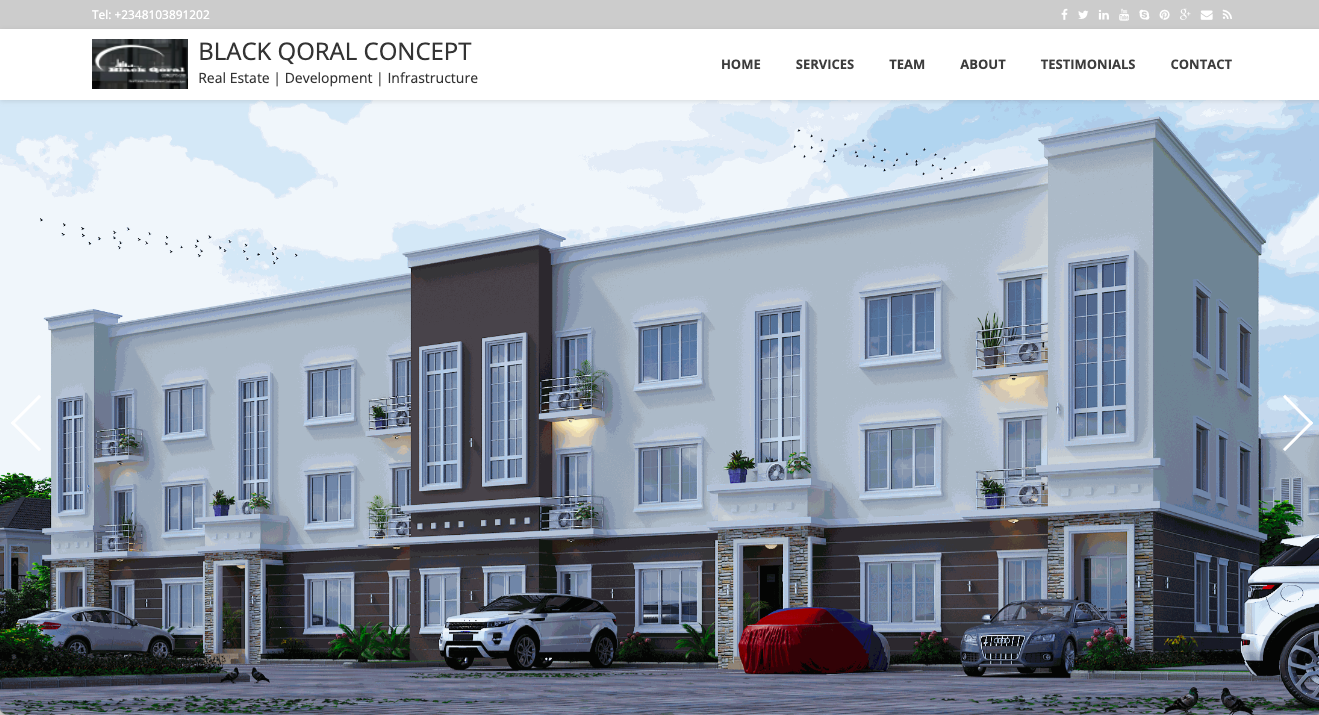 Tel: +2348103891202
BLACK QORAL CONCEPT
Real Estate | Development | Infrastructure
Black Qoral
HOME SERVICES TEAM ABOUT TESTIMONIALS CONTACT